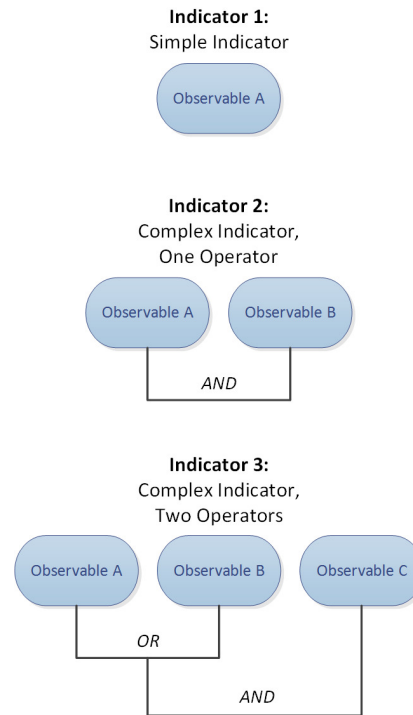 Indicator 1:
Simple Indicator
Observable A
Indicator 2:
Complex Indicator,
One Operator
Observable A
Observable B
AND
Indicator 3:
Complex Indicator,
Two Operators
Observable A
Observable B
Observable C
OR
AND